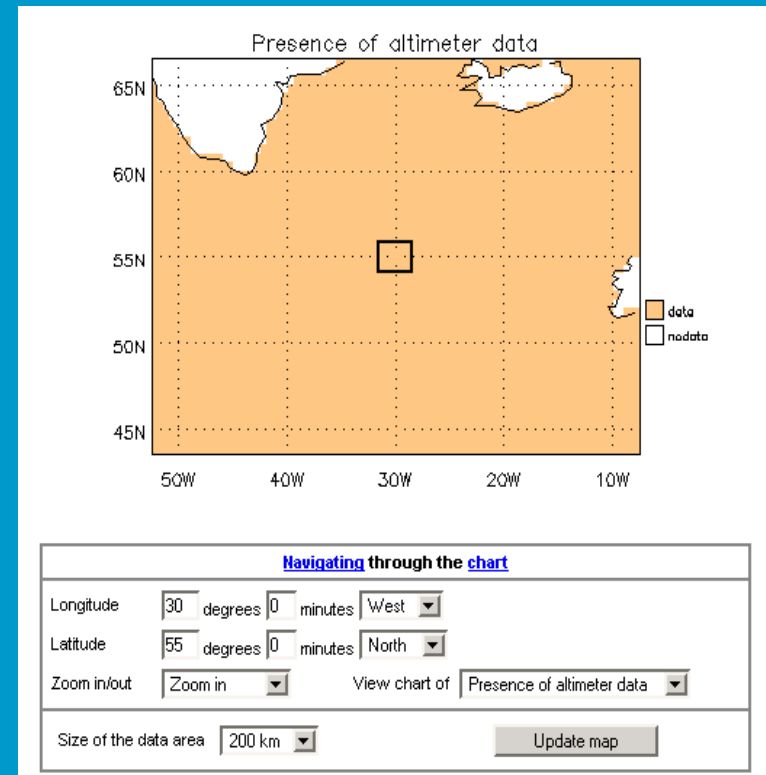 Presence of altimeter data
65N
60N
55N
50N
45N
data
nodata
50W 40W 30W 20W 10W
Navigating through the chart
Longitude 30 degrees 0 minutes West
Latitude 55 degrees 0 minutes North
Zoom in/out Zoom in View chart of Presence of altimeter data
Size of the data area 200 km Update map